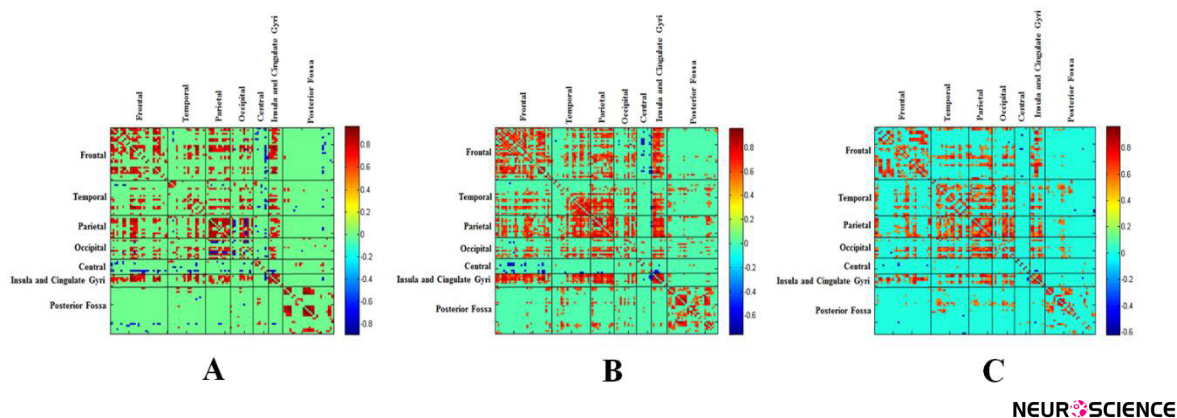 Frontal
Temporal
Parietal
Occipital
Central
Insula and Cingulate Gyri
Posterior Fossa
Frontal
Temporal
Parietal
Occipital
Central
Insula and Cingulate Gyri
Posterior Fossa
0.8
0.6
0.4
0.2
0
-0.2
-0.4
-0.6
-0.8
A
Frontal
Temporal
Parietal
Occipital
Central
Insula and Cingulate Gyri
Posterior Fossa
Frontal
Temporal
Parietal
Occipital
Central
Insula and Cingulate Gyri
Posterior Fossa
0.8
0.6
0.4
0.2
0
-0.2
-0.4
-0.6
B
Frontal
Temporal
Parietal
Occipital
Central
Insula and Cingulate Gyri
Posterior Fossa
Frontal
Temporal
Parietal
Occipital
Central
Insula and Cingulate Gyri
Posterior Fossa
0.8
0.6
0.4
0.2
0
-0.2
-0.4
-0.6
C
NEUROSCIENCE